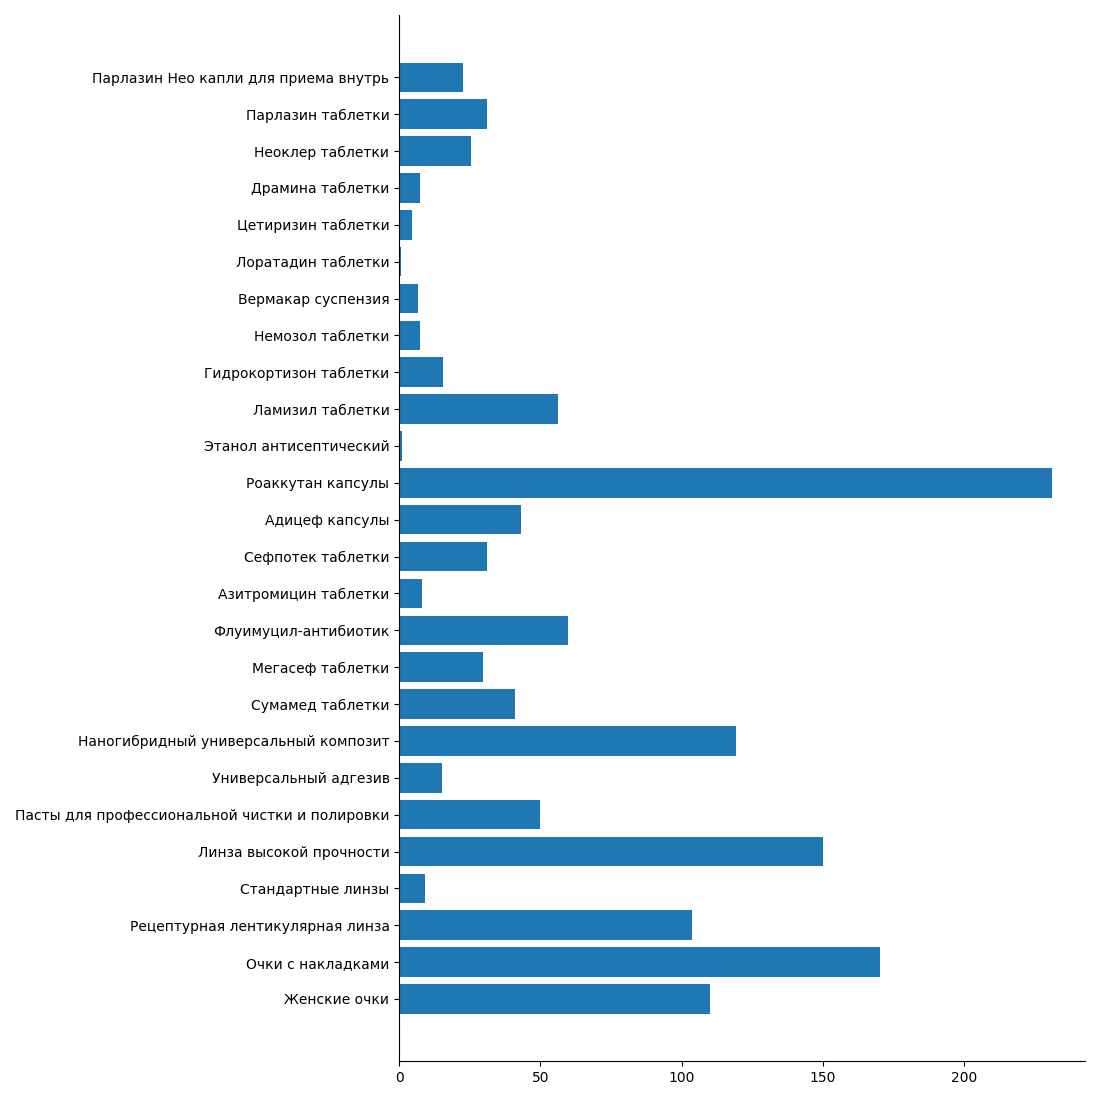 Парлазин Нео капли для приема внутрь
Парлазин таблетки
Неоклер таблетки
Драмина таблетки
Цетиризин таблетки
Лоратадин таблетки
Вермакар суспензия
Немозол таблетки
Гидрокортизон таблетки
Ламизил таблетки
Этанол антисептический
Роаккутан капсулы
Адицеф капсулы
Сефпотек таблетки
Азитромицин таблетки
Флуимуцил-антибиотик
Мегасеф таблетки
Сумамед таблетки
Наногибридный универсальный композит
Универсальный адгезив
Пасты для профессиональной чистки и полировки
Линза высокой прочности
Стандартные линзы
Рецептурная лентикулярная линза
Очки с накладками
Женские очки
0 50 100 150 200